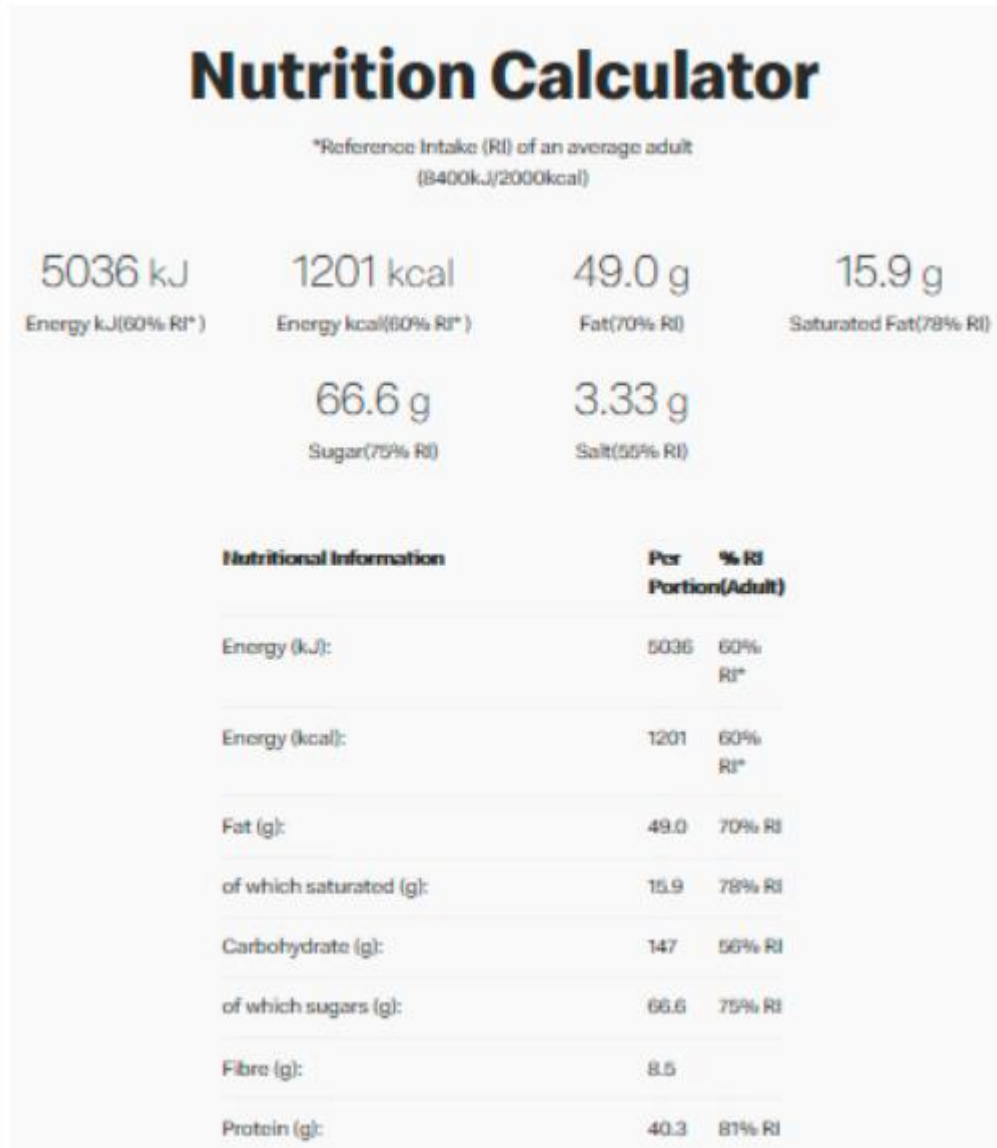 Nutrition Calculator
*Reference Intake (RI) of an average adult
(8400kJ/2000kcal)
5036 kJ 1201 kcal 49.0 g 15.9 g
Energy kJ(60% RI* ) Energy kcal(60% RI* ) Fat(70% RI) Saturated Fat(78% RI)
66.6 g 3.33 g
Sugar(75% RI) Salt(55% RI)
Nutritional Information Per % RI
Portion(Adult)
Energy (kJ): 5036 60%
RI*
Energy (kcal): 1201 60%
RI*
Fat (g): 49.0 70% RI
of which saturated (g): 15.9 78% RI
Carbohydrate (g): 147 56% RI
of which sugars (g): 66.6 75% RI
Fibre (g): 8.5
Protein (g): 40.3 81% RI